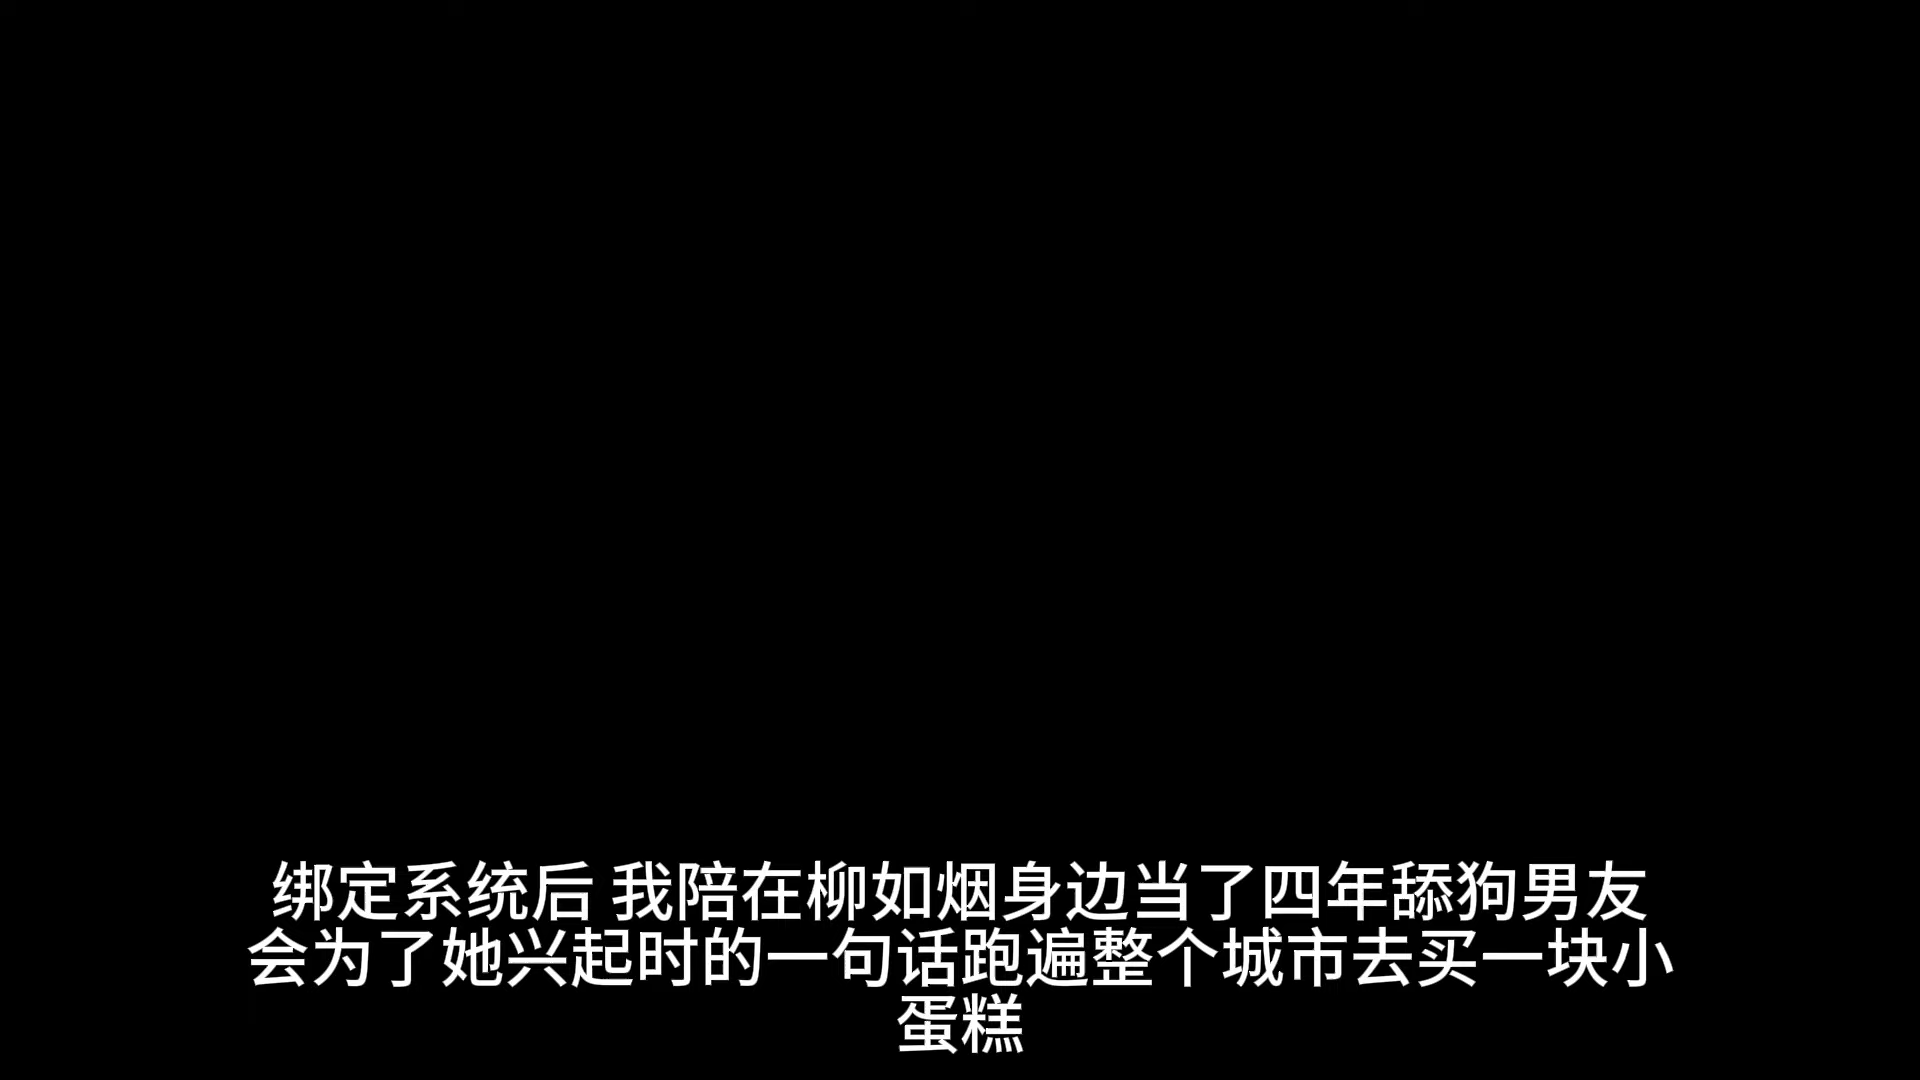 绑定系统后 我陪在柳如烟身边当了四年舔狗男友
会为了她兴起时的一句话跑遍整个城市去买一块小
蛋糕